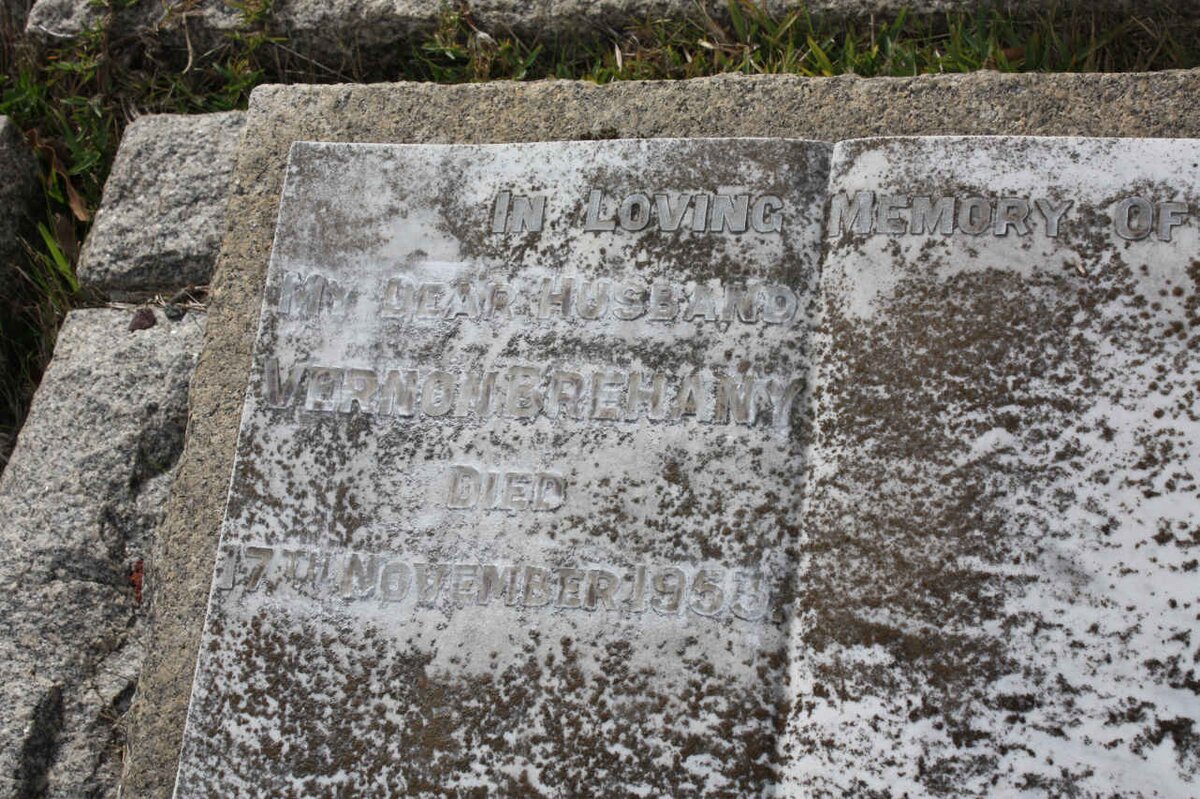 IN LOVING MEMORY OF
MY DEAR HUSBAND
VERNON BREHANY
DIED
17TH NOVEMBER